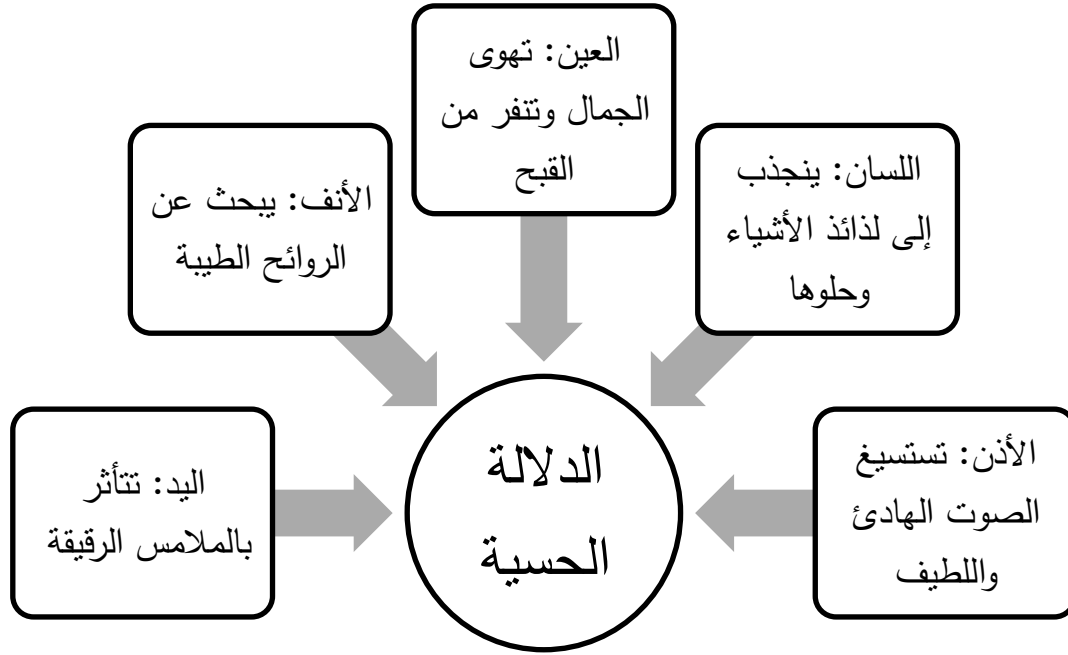 العين: تهوى
الجمال وتنفر من
القبح
اللسان: ينجذب
إلى لذائذ الأشياء
وحلوها
الأنف: يبحث عن
الروائح الطيبة
الأذن: تستسيغ
الصوت الهادئ
واللطيف
اليد: تتأثر
بالملامس الرقيقة
الدلالة
الحسية